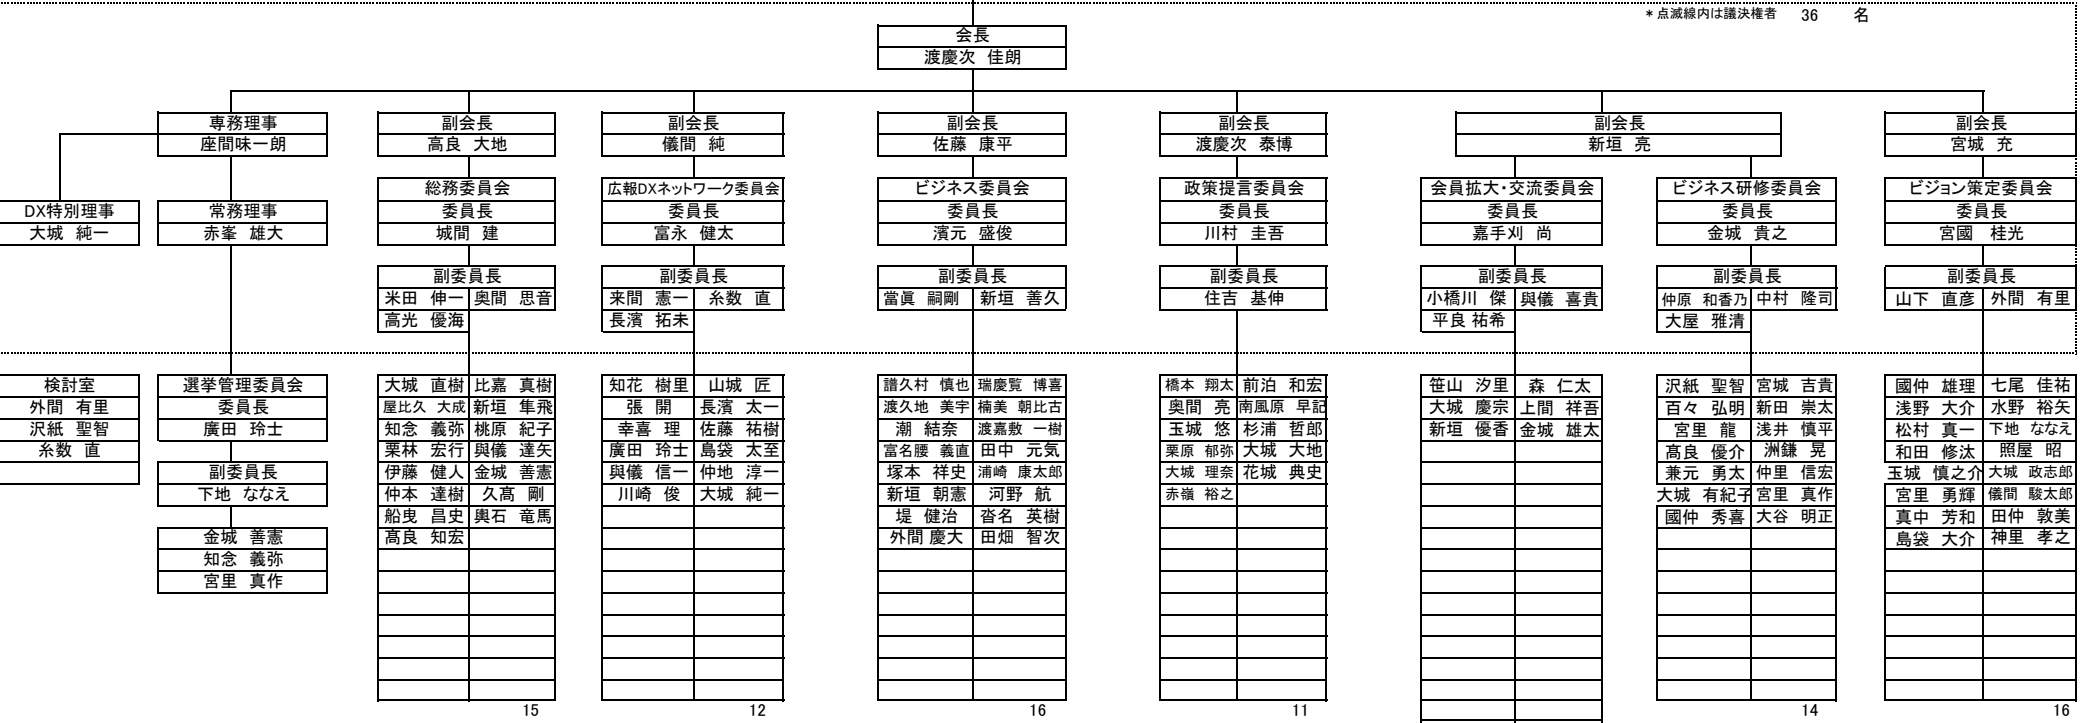 ＊点滅線内は議決権者 36 名
会長
渡慶次 佳朗
専務理事 副会長 副会長 副会長 副会長 副会長 副会長
座間味一朗 高良 大地 儀間 純 佐藤 康平 渡慶次 泰博 新垣 亮 宮城 充
総務委員会 広報DXネットワーク委員会 ビジネス委員会 政策提言委員会 会員拡大・交流委員会 ビジネス研修委員会 ビジョン策定委員会
DX特別理事 常務理事 委員長 委員長 委員長 委員長 委員長 委員長 委員長
大城 純一 赤峯 雄大 城間 建 富永 健太 濱元 盛俊 川村 圭吾 嘉手刈 尚 金城 貴之 宮國 桂光
副委員長 副委員長 副委員長 副委員長 副委員長 副委員長 副委員長
米田 伸一 奥間 思音 来間 憲一 糸数 直 當眞 嗣剛 新垣 善久 住吉 基伸 小橋川 傑 與儀 喜貴 仲原 和香乃 中村 隆司 山下 直彦 外間 有里
高光 優海 長濱 拓未 平良 祐希 大屋 雅清
検討室 選挙管理委員会 大城 直樹 比嘉 真樹 知花 樹里 山城 匠 譜久村 慎也 瑞慶覧 博喜 橋本 翔太 前泊 和宏 笹山 汐里 森 仁太 沢紙 聖智 宮城 吉貴 國仲 雄理 七尾 佳祐
外間 有里 委員長 屋比久 大成 新垣 隼飛 張 開 長濱 太一 渡久地 美宇 楠美 朝比古 奥間 亮 南風原 早記 大城 慶宗 上間 祥吾 百々 弘明 新田 崇太 浅野 大介 水野 裕矢
沢紙 聖智 廣田 玲士 知念 義弥 桃原 紀子 幸喜 理 佐藤 祐樹 潮 結奈 渡嘉敷 一樹 玉城 悠 杉浦 哲郎 新垣 優香 金城 雄太 宮里 龍 浅井 慎平 松村 真一 下地 ななえ
糸数 直 栗林 宏行 與儀 達矢 廣田 玲士 島袋 太至 富名腰 義直 田中 元気 栗原 郁弥 大城 大地 髙良 優介 洲鎌 晃 和田 修汰 照屋 昭
副委員長 伊藤 健人 金城 善憲 與儀 信一 仲地 淳一 塚本 祥史 浦崎 康太郎 大城 理奈 花城 典史 兼元 勇太 仲里 信宏 玉城 慎之介 大城 政志郎
下地 ななえ 仲本 達樹 久髙 剛 川崎 俊 大城 純一 新垣 朝憲 河野 航 赤嶺 裕之 大城 有紀子 宮里 真作 宮里 勇輝 儀間 駿太郎
船曵 昌史 輿石 竜馬 堤 健治 沓名 英樹 國仲 秀喜 大谷 明正 真中 芳和 田仲 敦美
金城 善憲 髙良 知宏 外間 慶大 田畑 智次 島袋 大介 神里 孝之
知念 義弥
宮里 真作
15 12 16 11 14 16